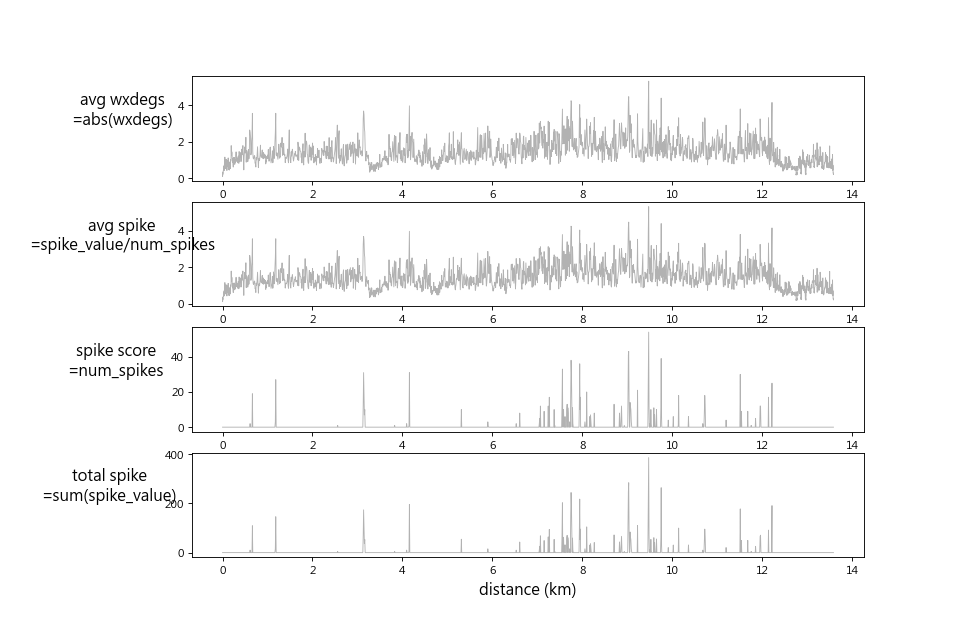 avg wxdegs
=abs(wxdegs)
4
2
0
0 2 4 6 8 10 12 14
avg spike
=spike_value/num_spikes
4
2
0
0 2 4 6 8 10 12 14
spike score
=num_spikes
40
20
0
0 2 4 6 8 10 12 14
total spike
=sum(spike_value)
400
200
0
0 2 4 6 8 10 12 14
distance (km)